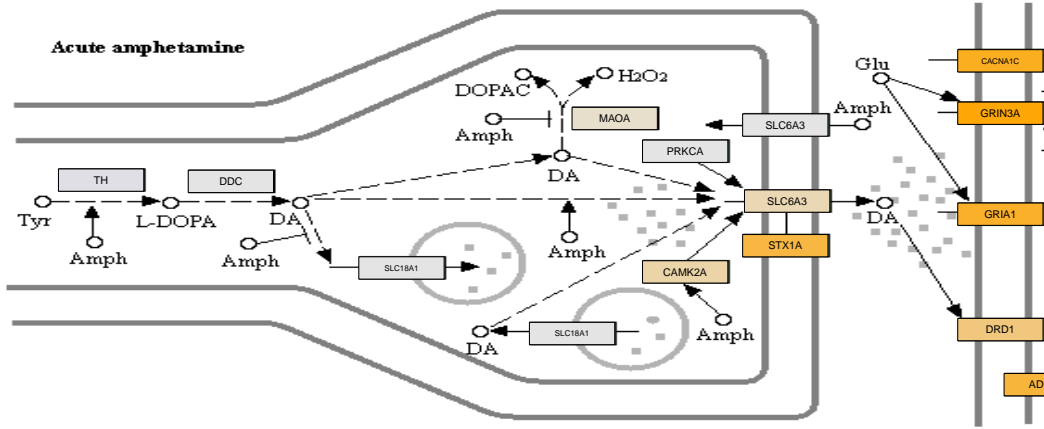 Acute amphetamine
CACNA1C
Glu
H2O2
DOPAC
Amph
GRIN3A
MAOA
SLC6A3
Amph
PRKCA
DA
TH
DDC
SLC6A3
Tyr
L-DOPA
DA
DA
GRIA1
Amph
Amph
Amph
STX1A
SLC18A1
CAMK2A
DA
SLC18A1
Amph
DRD1
AD